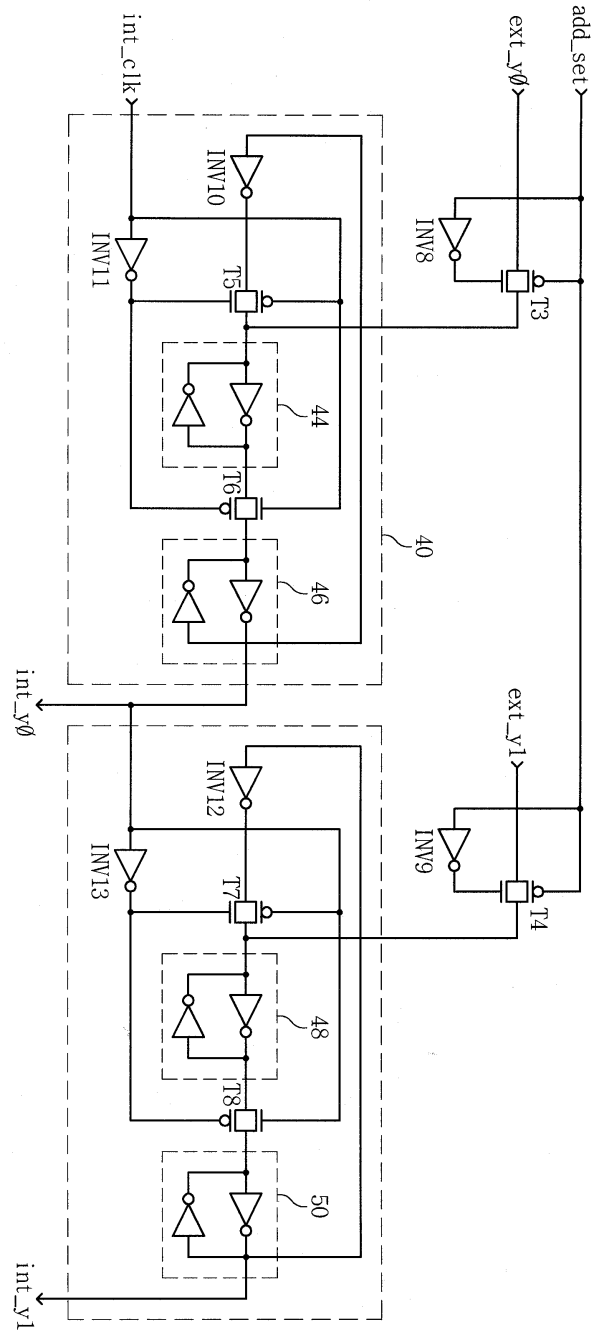 add_set
ext_y0
int_clk
INV8
T3
INV10
INV11
T5
44
T6
46
40
int_y0
ext_y1
INV9
T4
INV12
INV13
T7
48
T8
50
int_y1